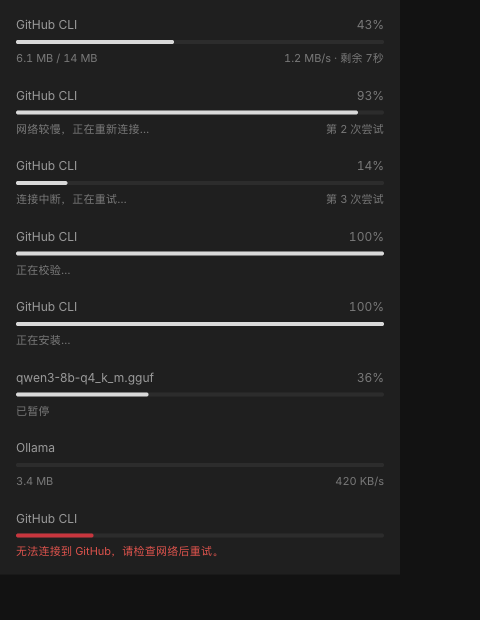 GitHub CLI 43%
6.1 MB / 14 MB 1.2 MB/s · 剩余 7秒
GitHub CLI 93%
网络较慢，正在重新连接… 第 2 次尝试
GitHub CLI 14%
连接中断，正在重试… 第 3 次尝试
GitHub CLI 100%
正在校验…
GitHub CLI 100%
正在安装…
qwen3-8b-q4_k_m.gguf 36%
已暂停
Ollama
3.4 MB 420 KB/s
GitHub CLI
无法连接到 GitHub，请检查网络后重试。